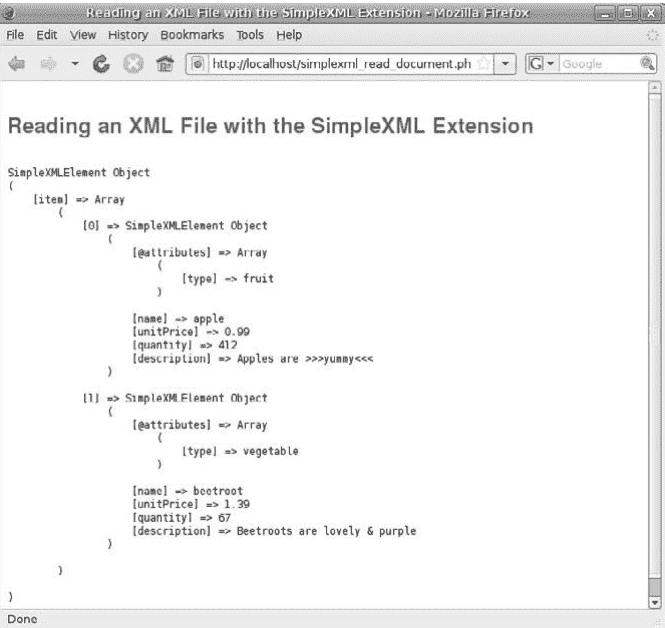 Reading an XML File with the SimpleXML Extension - Mozilla Firefox
File Edit View History Bookmarks Tools Help
http://localhost/simplexml_read_document.ph G Google
Reading an XML File with the SimpleXML Extension
SimpleXMLElement Object
(
[item] => Array
(
[0] => SimpleXMLElement Object
(
[@attributes] => Array
(
[type] => fruit
)
[name] => apple
[unitPrice] => 0.99
[quantity] => 412
[description] => Apples are >>>yummy<<<
)
[1] => SimpleXMLElement Object
(
[@attributes] => Array
(
[type] => vegetable
)
[name] => beetroot
[unitPrice] => 1.39
[quantity] => 67
[description] => Beetroots are lovely & purple
)
)
)
Done